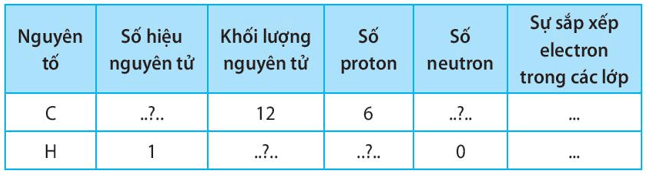 Nguyên tố | Số hiệu nguyên tử | Khối lượng nguyên tử | Số proton | Số neutron | Sự sắp xếp electron trong các lớp
C | ..?.. | 12 | 6 | ..?.. | ...
H | 1 | ..?.. | ..?.. | 0 | ...